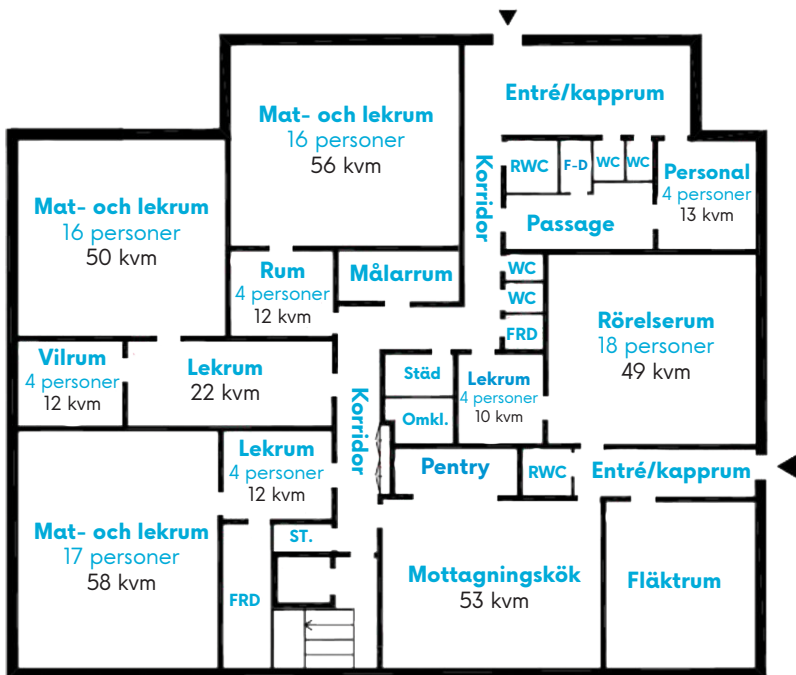 Entré/kapprum
Mat- och lekrum
16 personer
56 kvm
Korridor
RWC
F-D
WC
WC
Personal
4 personer
13 kvm
Mat- och lekrum
16 personer
50 kvm
Passage
Rum
4 personer
12 kvm
Målarrum
WC
WC
FRD
Rörelserum
18 personer
49 kvm
Vilrum
4 personer
12 kvm
Lekrum
22 kvm
Korridor
Städ
Omkl.
Lekrum
4 personer
10 kvm
Lekrum
4 personer
12 kvm
Pentry
RWC
Entré/kapprum
Mat- och lekrum
17 personer
58 kvm
ST.
FRD
Mottagningskök
53 kvm
Fläktrum